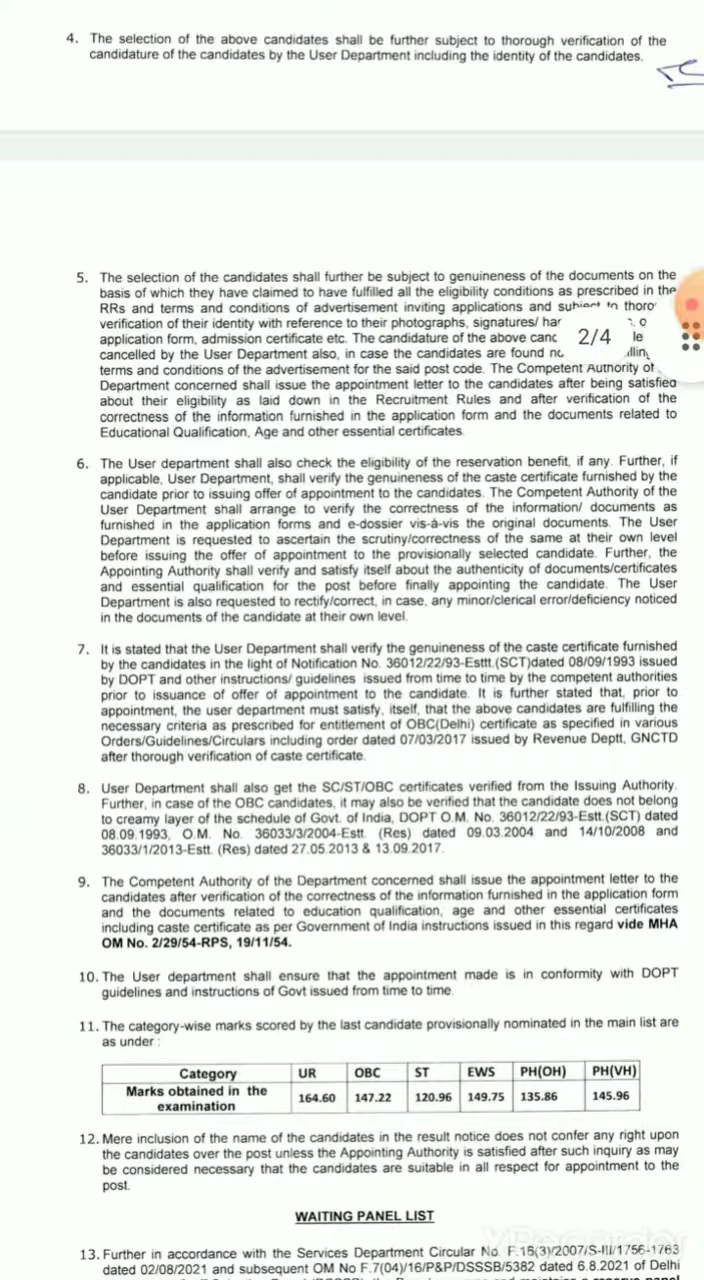 4. The selection of the above candidates shall be further subject to thorough verification of the
candidature of the candidates by the User Department including the identity of the candidates.
5. The selection of the candidates shall further be subject to genuineness of the documents on the
basis of which they have claimed to have fulfilled all the eligibility conditions as prescribed in the
RRs and terms and conditions of advertisement inviting applications and subject to
verification of their identity with reference to their photographs, signatures/
application form, admission certificate etc. The candidature of the above
2/4
cancelled by the User Department also, in case the candidates are found
terms and conditions of the advertisement for the said post code. The Competent Authority of
Department concerned shall issue the appointment letter to the candidates after being satisfied
about their eligibility as laid down in the Recruitment Rules and after verification of the
correctness of the information furnished in the application form and the documents related to
Educational Qualification, Age and other essential certificates.
6. The User department shall also check the eligibility of the reservation benefit, if any. Further, if
applicable, User Department, shall verify the genuineness of the caste certificate furnished by the
candidate prior to issuing offer of appointment to the candidates. The Competent Authority of the
User Department shall arrange to verify the correctness of the information/ documents as
furnished in the application forms and e-dossier vis-à-vis the original documents. The User
Department is requested to ascertain the scrutiny/correctness of the same at their own level
before issuing the offer of appointment to the provisionally selected candidate. Further, the
Appointing Authority shall verify and satisfy itself about the authenticity of documents/certificates
and essential qualification for the post before finally appointing the candidate. The User
Department is also requested to rectify/correct, in case, any minor/clerical error/deficiency noticed
in the documents of the candidate at their own level.
7. It is stated that the User Department shall verify the genuineness of the caste certificate furnished
by the candidates in the light of Notification No. 36012/22/93-Esttt.(SCT)dated 08/09/1993 issued
by DOPT and other instructions/ guidelines issued from time to time by the competent authorities
prior to issuance of offer of appointment to the candidate. It is further stated that, prior to
appointment, the user department must satisfy, itself, that the above candidates are fulfilling the
necessary criteria as prescribed for entitlement of OBC(Delhi) certificate as specified in various
Orders/Guidelines/Circulars including order dated 07/03/2017 issued by Revenue Deptt, GNCTD
after thorough verification of caste certificate.
8. User Department shall also get the SC/ST/OBC certificates verified from the Issuing Authority.
Further, in case of the OBC candidates, it may also be verified that the candidate does not belong
to creamy layer of the schedule of Govt. of India, DOPT O.M. No. 36012/22/93-Estt.(SCT) dated
08.09.1993, O.M. No. 36033/3/2004-Estt. (Res) dated 09.03.2004 and 14/10/2008 and
36033/1/2013-Estt. (Res) dated 27.05.2013 & 13.09.2017.
9. The Competent Authority of the Department concerned shall issue the appointment letter to the
candidates after verification of the correctness of the information furnished in the application form
and the documents related to education qualification, age and other essential certificates
including caste certificate as per Government of India instructions issued in this regard vide MHA
OM No. 2/29/54-RPS, 19/11/54.
10. The User department shall ensure that the appointment made is in conformity with DOPT
guidelines and instructions of Govt issued from time to time.
11. The category-wise marks scored by the last candidate provisionally nominated in the main list are
as under :
Category UR OBC ST EWS PH(OH) PH(VH)
Marks obtained in the examination 164.60 147.22 120.96 149.75 135.86 145.96
12. Mere inclusion of the name of the candidates in the result notice does not confer any right upon
the candidates over the post unless the Appointing Authority is satisfied after such inquiry as may
be considered necessary that the candidates are suitable in all respect for appointment to the
post.
WAITING PANEL LIST
13. Further in accordance with the Services Department Circular No. F.16(3)/2007/S-III/1756-1763
dated 02/08/2021 and subsequent OM No F.7(04)/16/P&P/DSSSB/5382 dated 6.8.2021 of Delhi